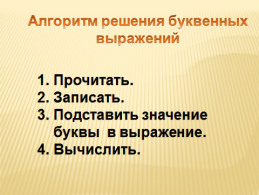 Алгоритм решения буквенных
выражений
1. Прочитать.
2. Записать.
3. Подставить значение
буквы в выражение.
4. Вычислить.